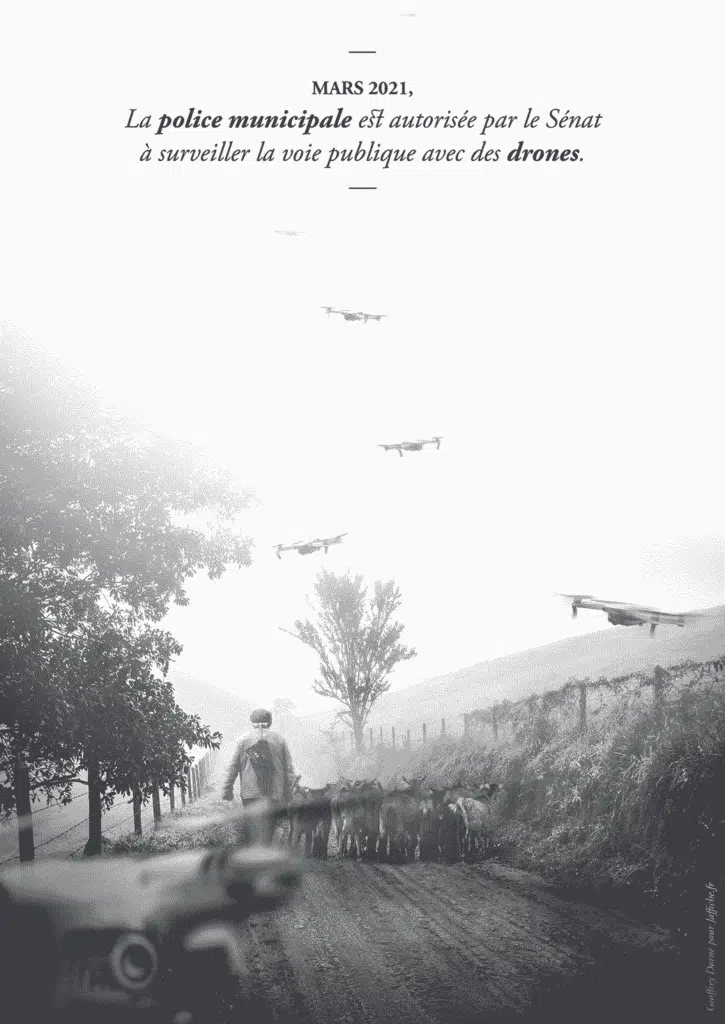 MARS 2021,
La police municipale est autorisée par le Sénat
à surveiller la voie publique avec des drones.
Geoffrey Dorne pour Jaffiche.fr